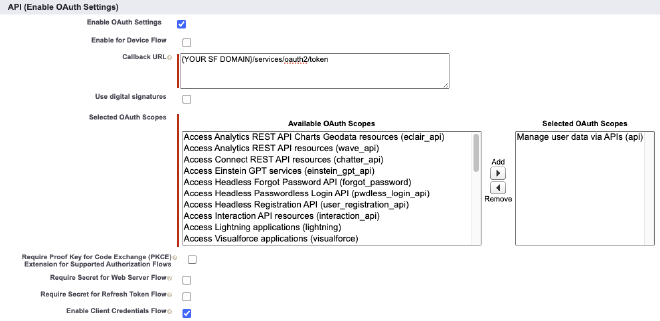 API (Enable OAuth Settings)
Enable OAuth Settings
Enable for Device Flow
Callback URL
{YOUR SF DOMAIN}/services/oauth2/token
Use digital signatures
Selected OAuth Scopes
Available OAuth Scopes
Access Analytics REST API Charts Geodata resources (eclair_api)
Access Analytics REST API resources (wave_api)
Access Connect REST API resources (chatter_api)
Access Einstein GPT services (einstein_gpt_api)
Access Headless Forgot Password API (forgot_password)
Access Headless Passwordless Login API (pwdless_login_api)
Access Headless Registration API (user_registration_api)
Access Interaction API resources (interaction_api)
Access Lightning applications (lightning)
Access Visualforce applications (visualforce)
Add
Remove
Selected OAuth Scopes
Manage user data via APIs (api)
Require Proof Key for Code Exchange (PKCE)
Extension for Supported Authorization Flows
Require Secret for Web Server Flow
Require Secret for Refresh Token Flow
Enable Client Credentials Flow